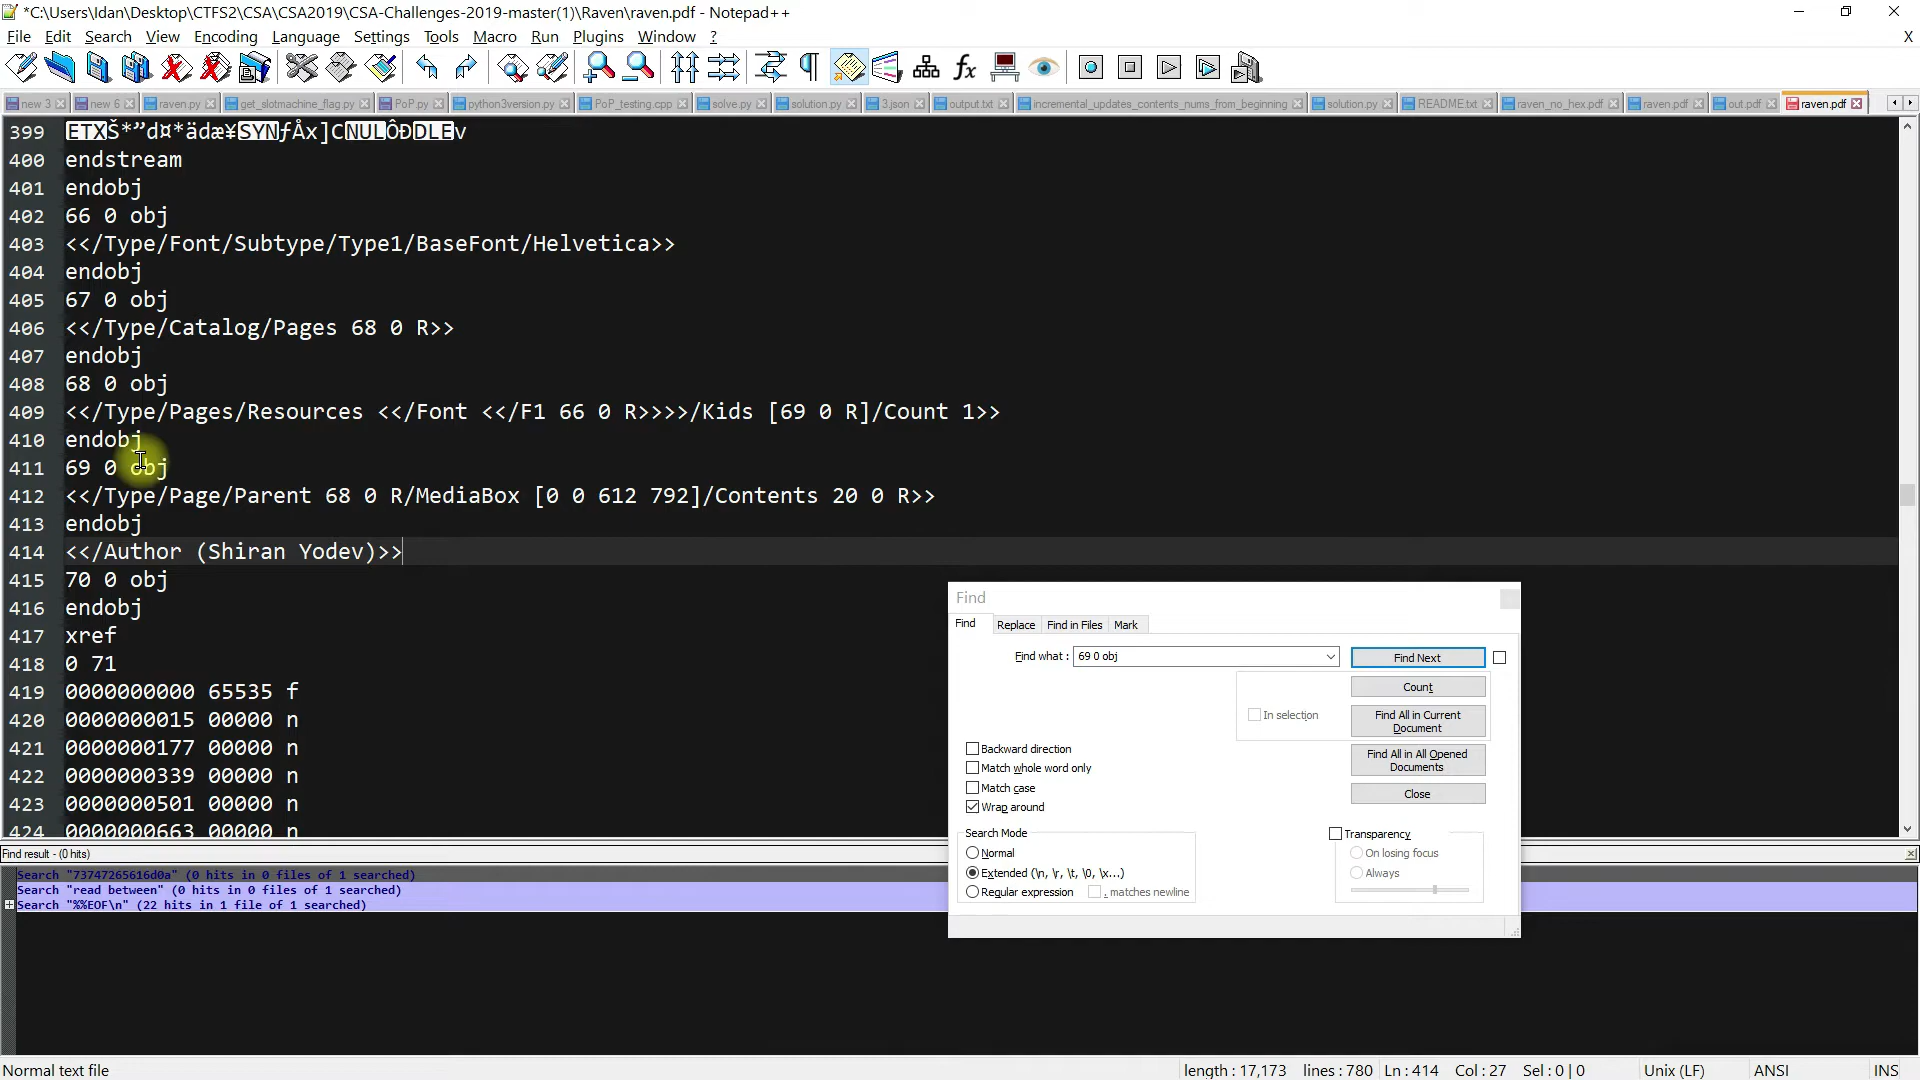 *C:\Users\Idan\Desktop\CTFS2\CSA\CSA2019\CSA-Challenges-2019-master(1)\Raven\raven.pdf - Notepad++
File Edit Search View Encoding Language Settings Tools Macro Run Plugins Window ? X
new 3 new 6 raven.py get_slotmachine_flag.py PoP.py python3version.py PoP_testing.cpp solve.py solution.py 3.json output.txt incremental_updates_contents_nums_from_beginning solution.py README.txt raven_no_hex.pdf raven.pdf out.pdf raven.pdf
399 ETXŠ*”d¤*ädæ¥SYNƒÅx]CNULÔÐDLEv
400 endstream
401 endobj
402 66 0 obj
403 <</Type/Font/Subtype/Type1/BaseFont/Helvetica>>
404 endobj
405 67 0 obj
406 <</Type/Catalog/Pages 68 0 R>>
407 endobj
408 68 0 obj
409 <</Type/Pages/Resources <</Font <</F1 66 0 R>>>>/Kids [69 0 R]/Count 1>>
410 endobj
411 69 0 obj
412 <</Type/Page/Parent 68 0 R/MediaBox [0 0 612 792]/Contents 20 0 R>>
413 endobj
414 <</Author (Shiran Yodev)>>
415 70 0 obj
416 endobj
417 xref
418 0 71
419 0000000000 65535 f
420 0000000015 00000 n
421 0000000177 00000 n
422 0000000339 00000 n
423 0000000501 00000 n
424 0000000663 00000 n
Find
Find Replace Find in Files Mark
Find what : 69 0 obj Find Next
Count
In selection Find All in Current Document
Backward direction
Find All in All Opened Documents
Match whole word only
Match case Close
Wrap around
Search Mode Transparency
Normal On losing focus
Extended (\n, \r, \t, \0, \x...) Always
Regular expression . matches newline
Find result - (0 hits)
Search "73747265616d0a" (0 hits in 0 files of 1 searched)
Search "read between" (0 hits in 0 files of 1 searched)
Search "%%EOF\n" (22 hits in 1 file of 1 searched)
Normal text file length : 17,173 lines : 780 Ln : 414 Col : 27 Sel : 0 | 0 Unix (LF) ANSI INS